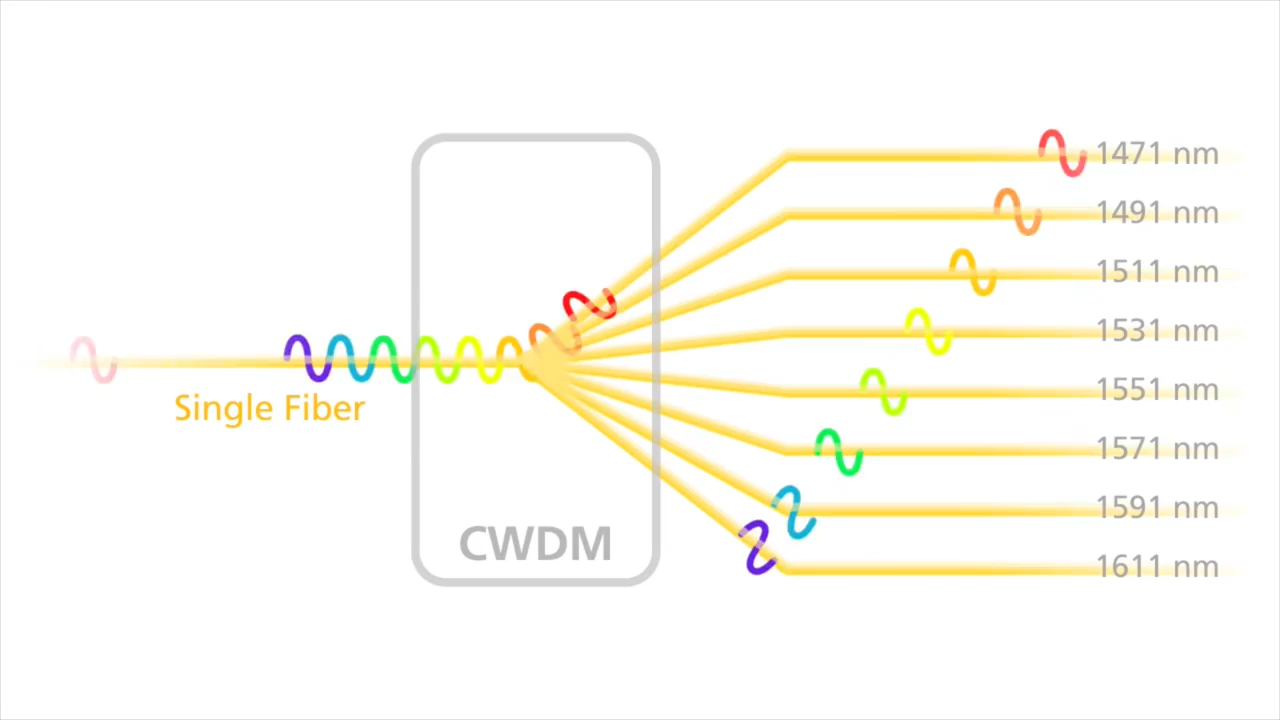 1471 nm
1491 nm
1511 nm
1531 nm
Single Fiber
1551 nm
1571 nm
1591 nm
CWDM
1611 nm